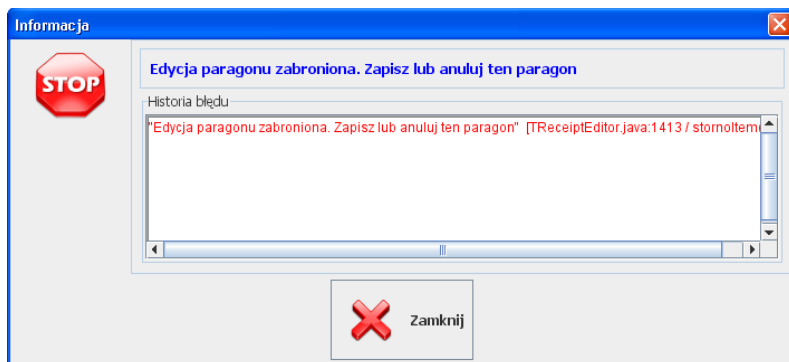 Informacja
STOP
Edycja paragonu zabroniona. Zapisz lub anuluj ten paragon
Historia błędu
"Edycja paragonu zabroniona. Zapisz lub anuluj ten paragon" [TReceiptEditor.java:1413 /
Zamknij